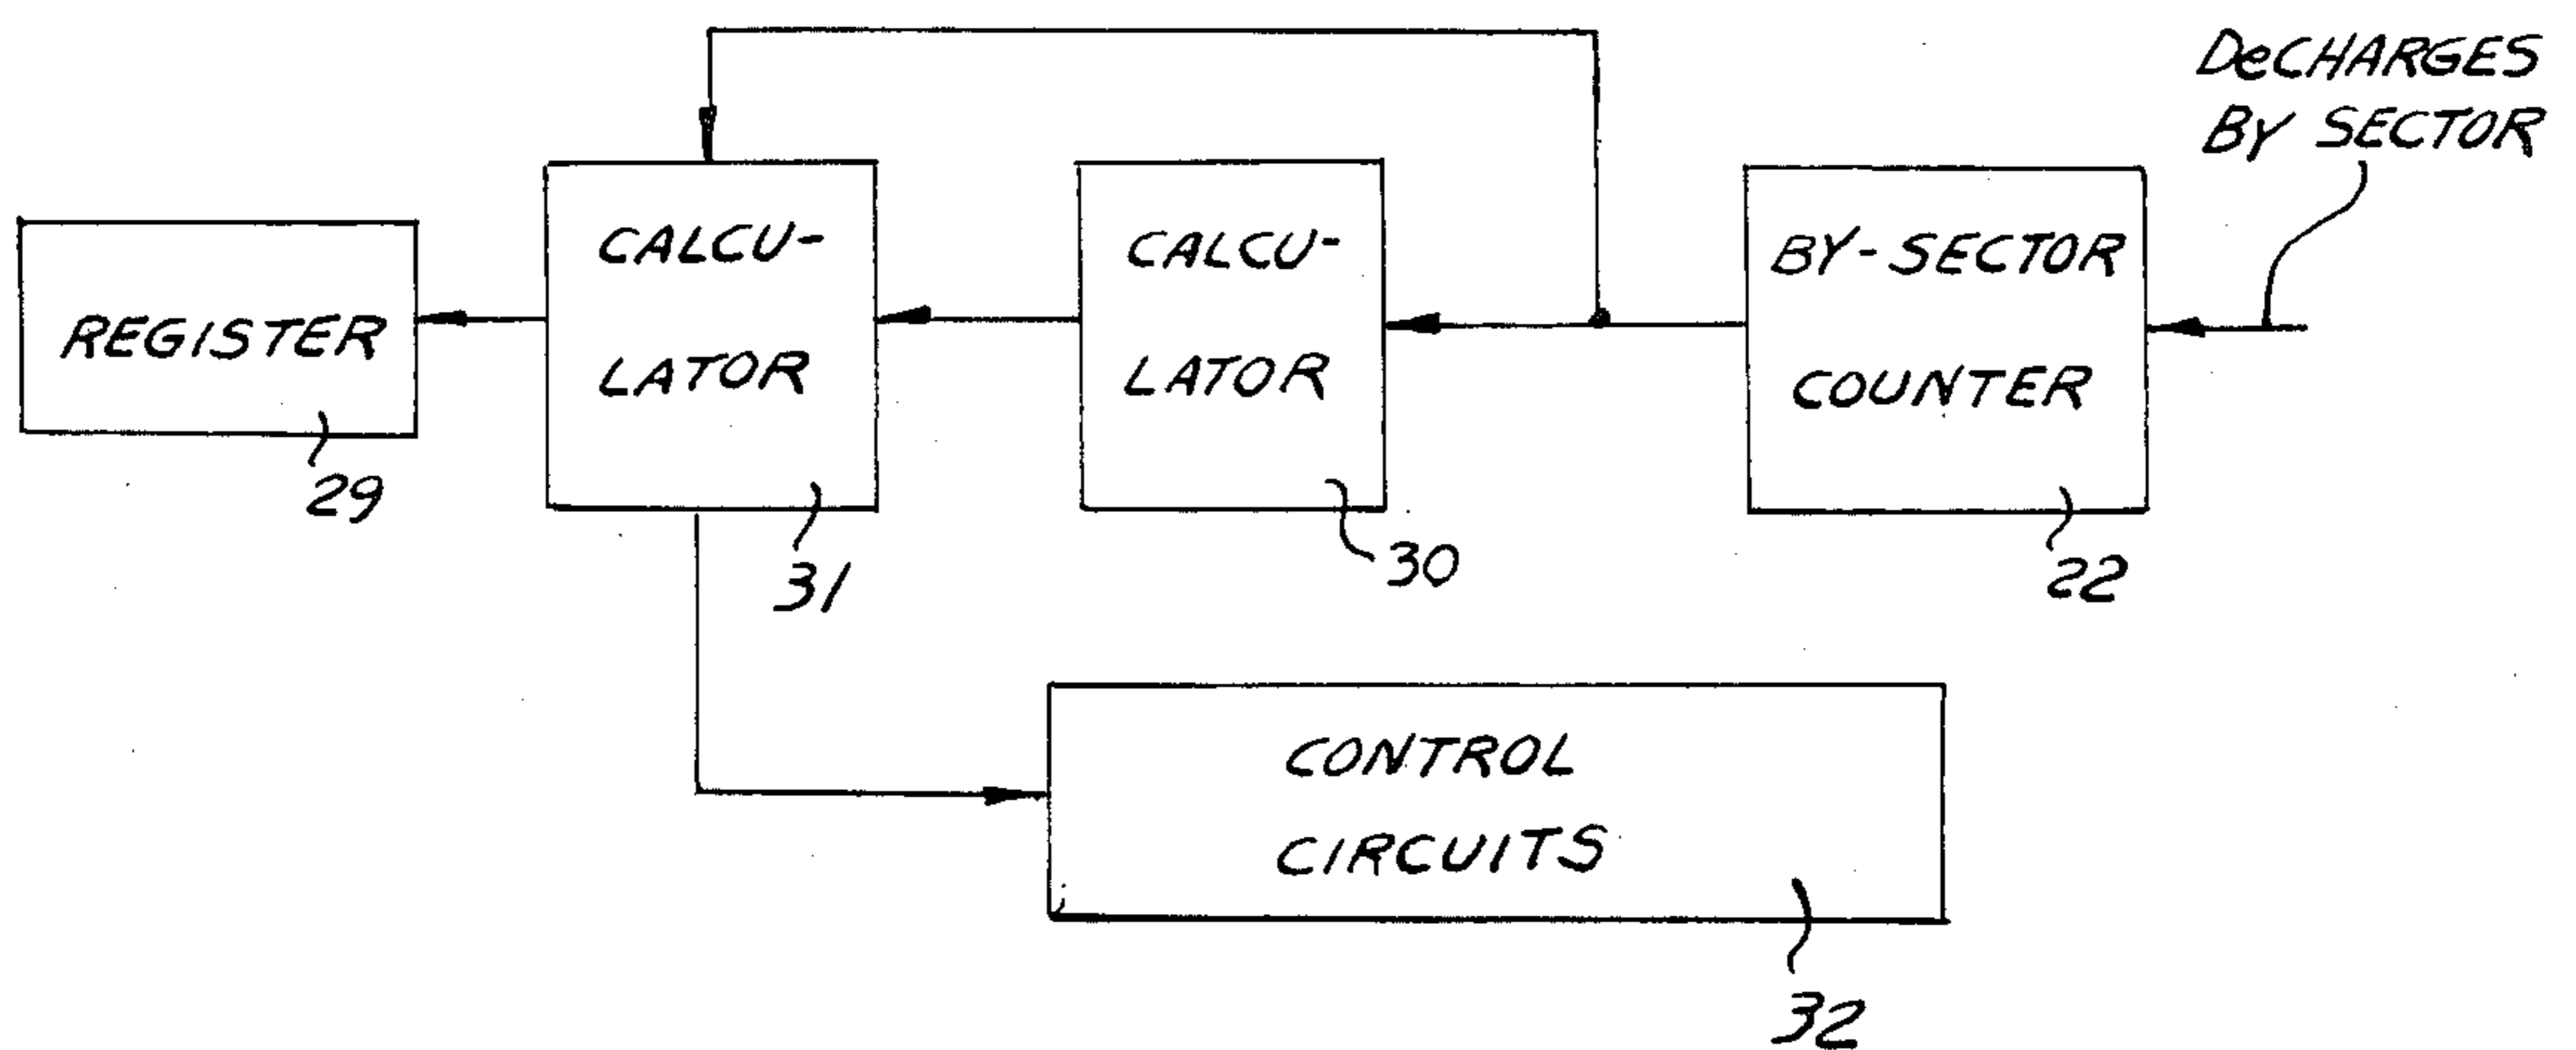 DeCHARGES
BY SECTOR
REGISTER
29
CALCU-
LATOR
31
CALCU-
LATOR
30
BY-SECTOR
COUNTER
22
CONTROL
CIRCUITS
32